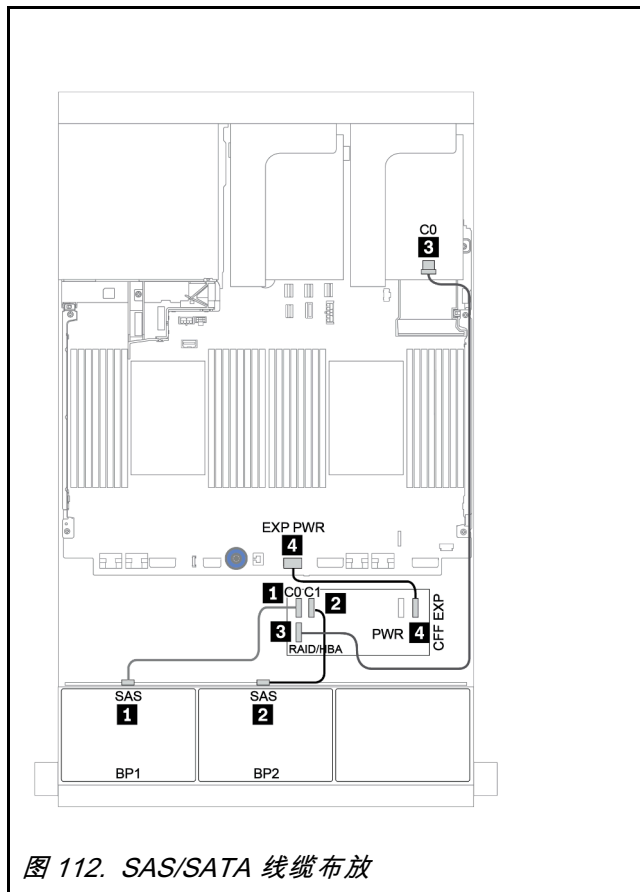 C0
3
EXP PWR
4
1 C0 C1 2
3 PWR 4
RAID/HBA
CFF EXP
SAS SAS
1 2
BP1 BP2
图 112. SAS/SATA 线缆布放